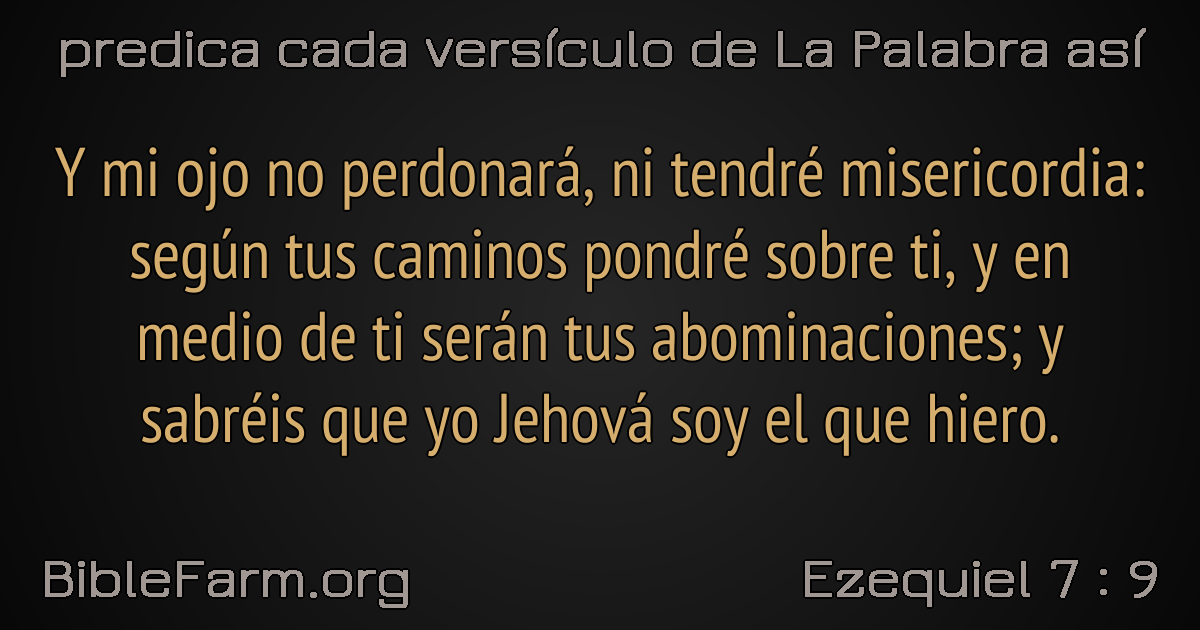 predica cada versículo de La Palabra así
Y mi ojo no perdonará, ni tendré misericordia:
según tus caminos pondré sobre ti, y en
medio de ti serán tus abominaciones; y
sabréis que yo Jehová soy el que hiero.
BibleFarm.org
Ezequiel 7 : 9